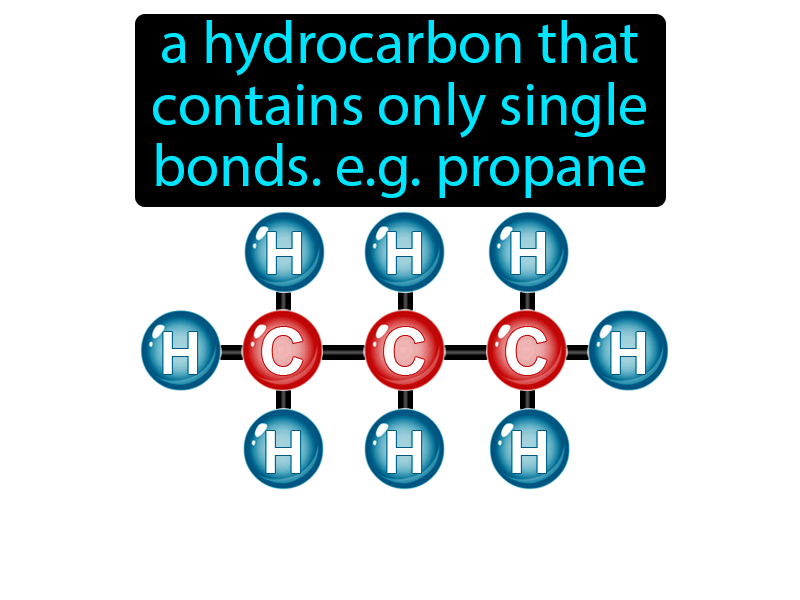 a hydrocarbon that
contains only single
bonds. e.g. propane
H H H
H C C C H
H H H